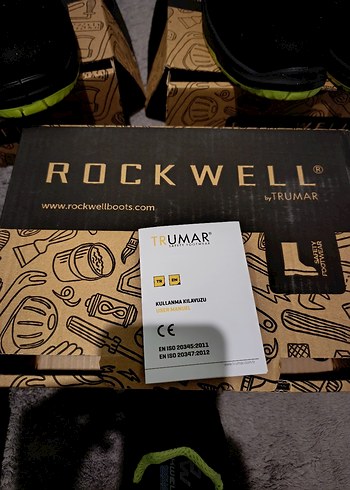 ROCKWELL®
by TRUMAR
www.rockwellboots.com
SAFETY
FOOTWEAR
TRUMAR®
SAFETY FOOTWEAR
TR EN
KULLANMA KILAVUZU
USER MANUAL
CE
EN ISO 20345:2011
EN ISO 20347:2012